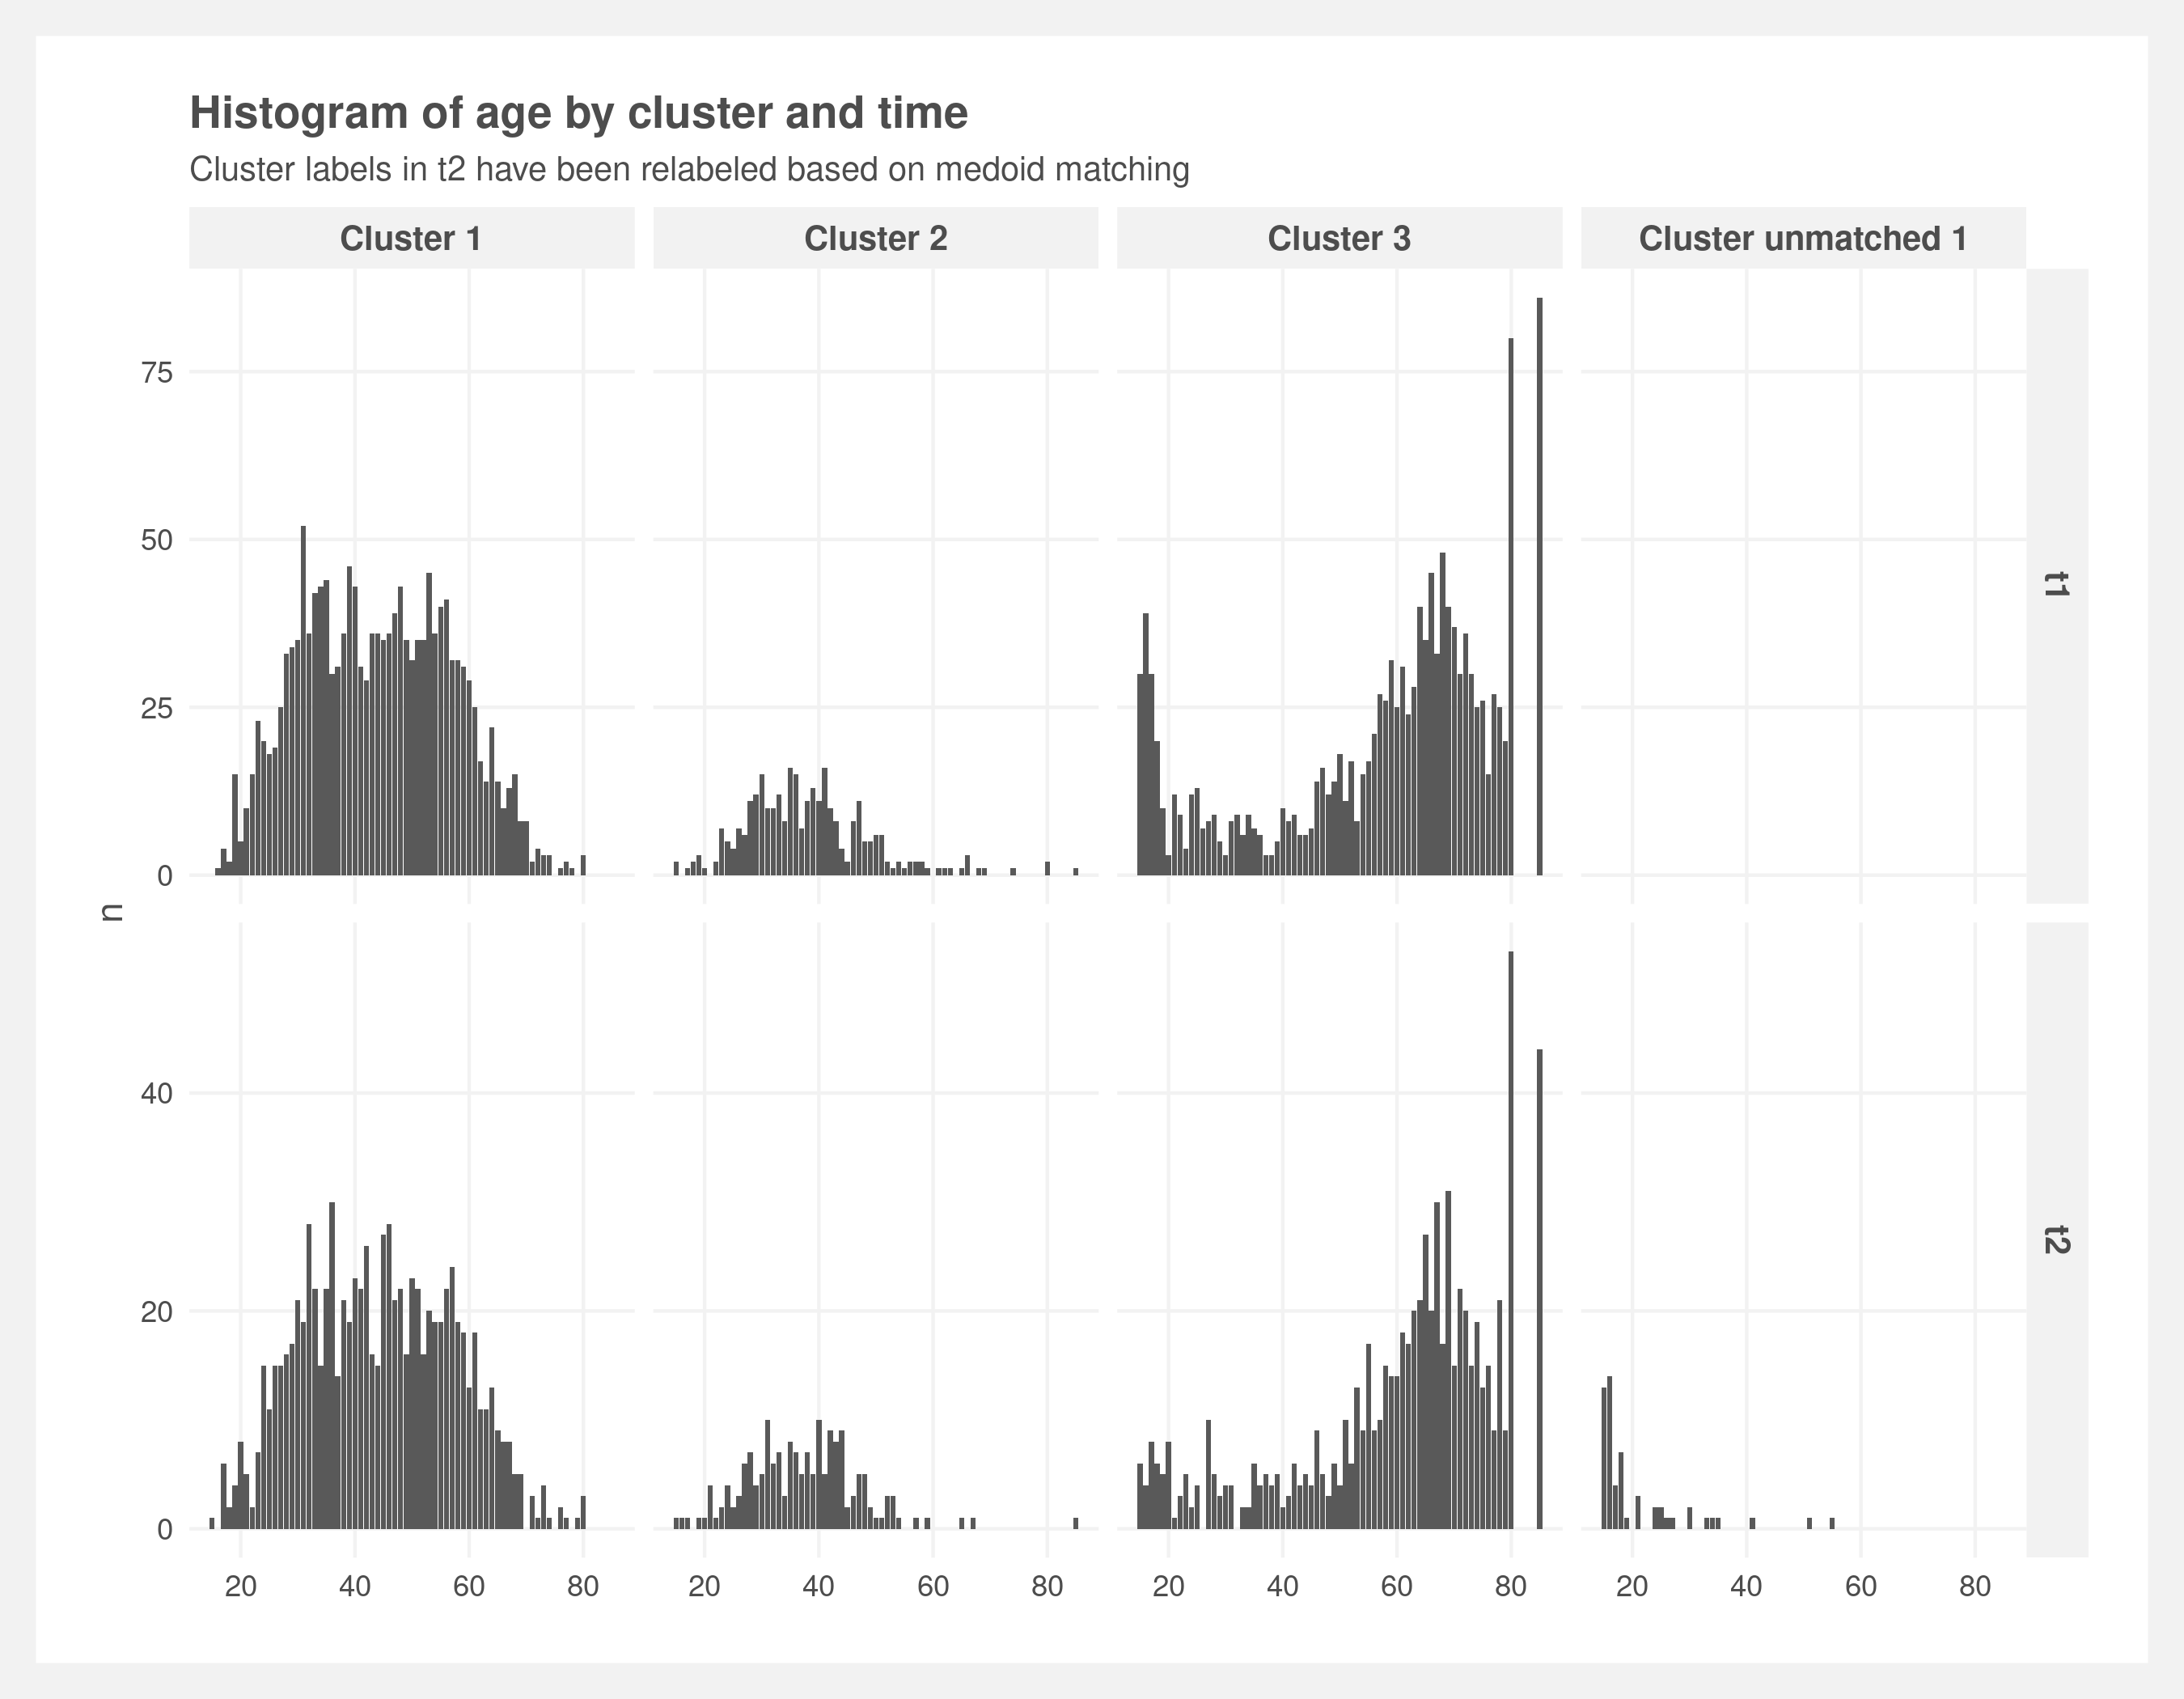 Histogram of age by cluster and time
Cluster labels in t2 have been relabeled based on medoid matching
Cluster 1
Cluster 2
Cluster 3
Cluster unmatched 1
75
50
25
0
t1
n
40
20
0
t2
20 40 60 80
20 40 60 80
20 40 60 80
20 40 60 80